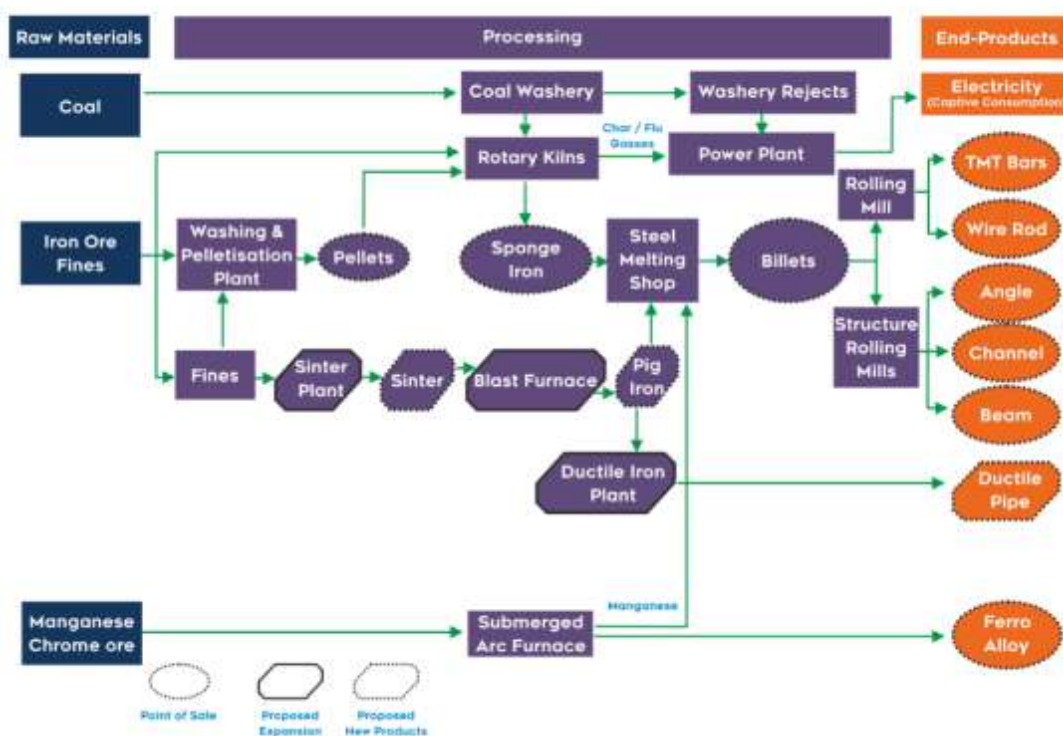 Raw Materials
Processing
End-Products
Coal
Coal Washery
Washery Rejects
Electricity
(Captive Consumption)
Char / Flu
Gasses
Rotary Kilns
Power Plant
TMT Bars
Rolling
Mill
Wire Rod
Iron Ore
Fines
Washing &
Pelletisation
Plant
Pellets
Sponge
Iron
Steel
Melting
Shop
Billets
Angle
Structure
Rolling
Mills
Channel
Fines
Sinter
Plant
Sinter
Blast Furnace
Pig
Iron
Beam
Ductile Iron
Plant
Ductile
Pipe
Manganese
Chrome ore
Submerged
Arc Furnace
Manganese
Ferro
Alloy
Point of Sale
Proposed
Expansion
Proposed
New Products